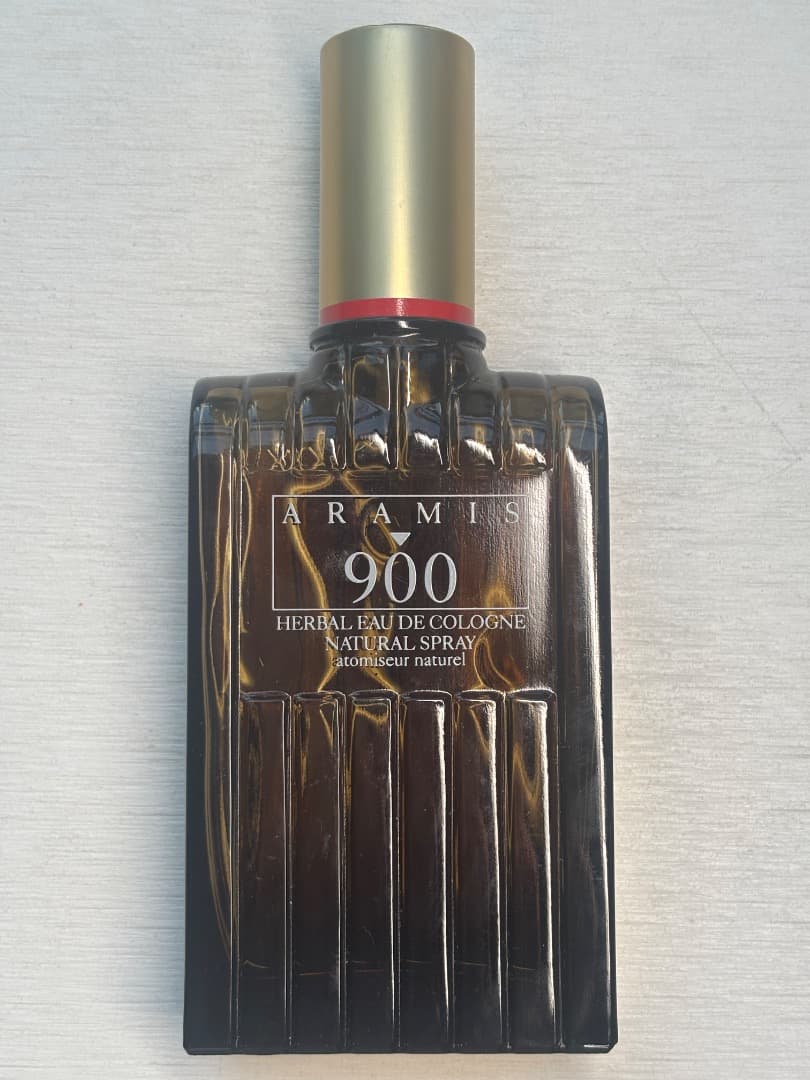 ARAMIS
900
HERBAL EAU DE COLOGNE
NATURAL SPRAY
atomiseur naturel